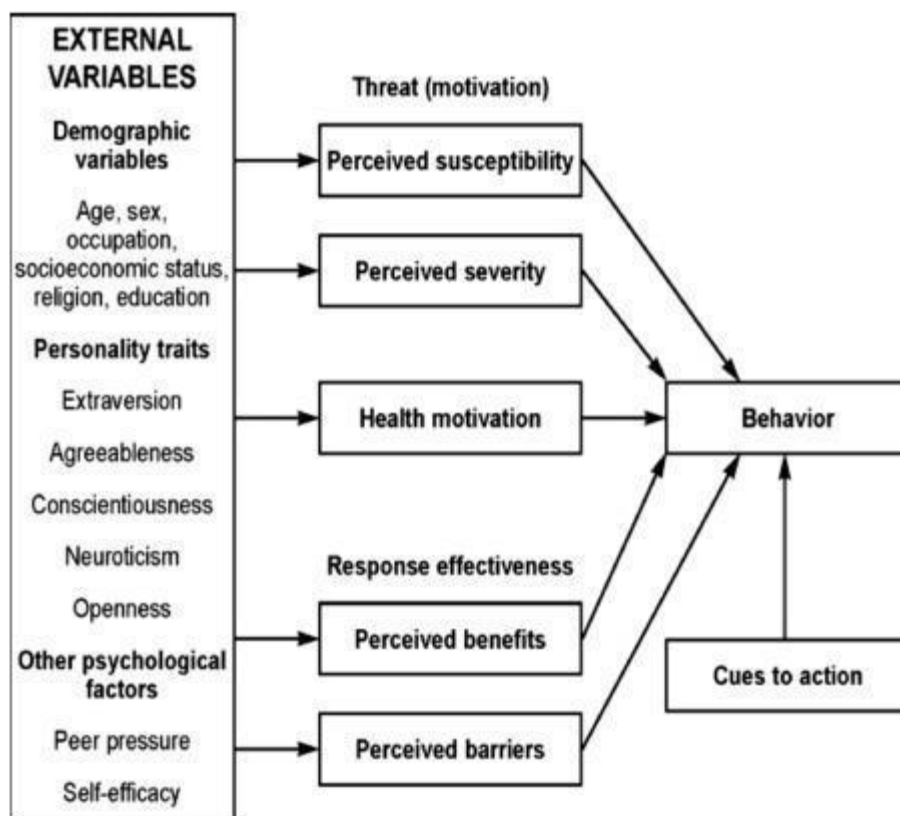 EXTERNAL
VARIABLES
Demographic
variables
Age, sex,
occupation,
socioeconomic status,
religion, education
Personality traits
Extraversion
Agreeableness
Conscientiousness
Neuroticism
Openness
Other psychological
factors
Peer pressure
Self-efficacy
Threat (motivation)
Perceived susceptibility
Perceived severity
Health motivation
Response effectiveness
Perceived benefits
Perceived barriers
Behavior
Cues to action